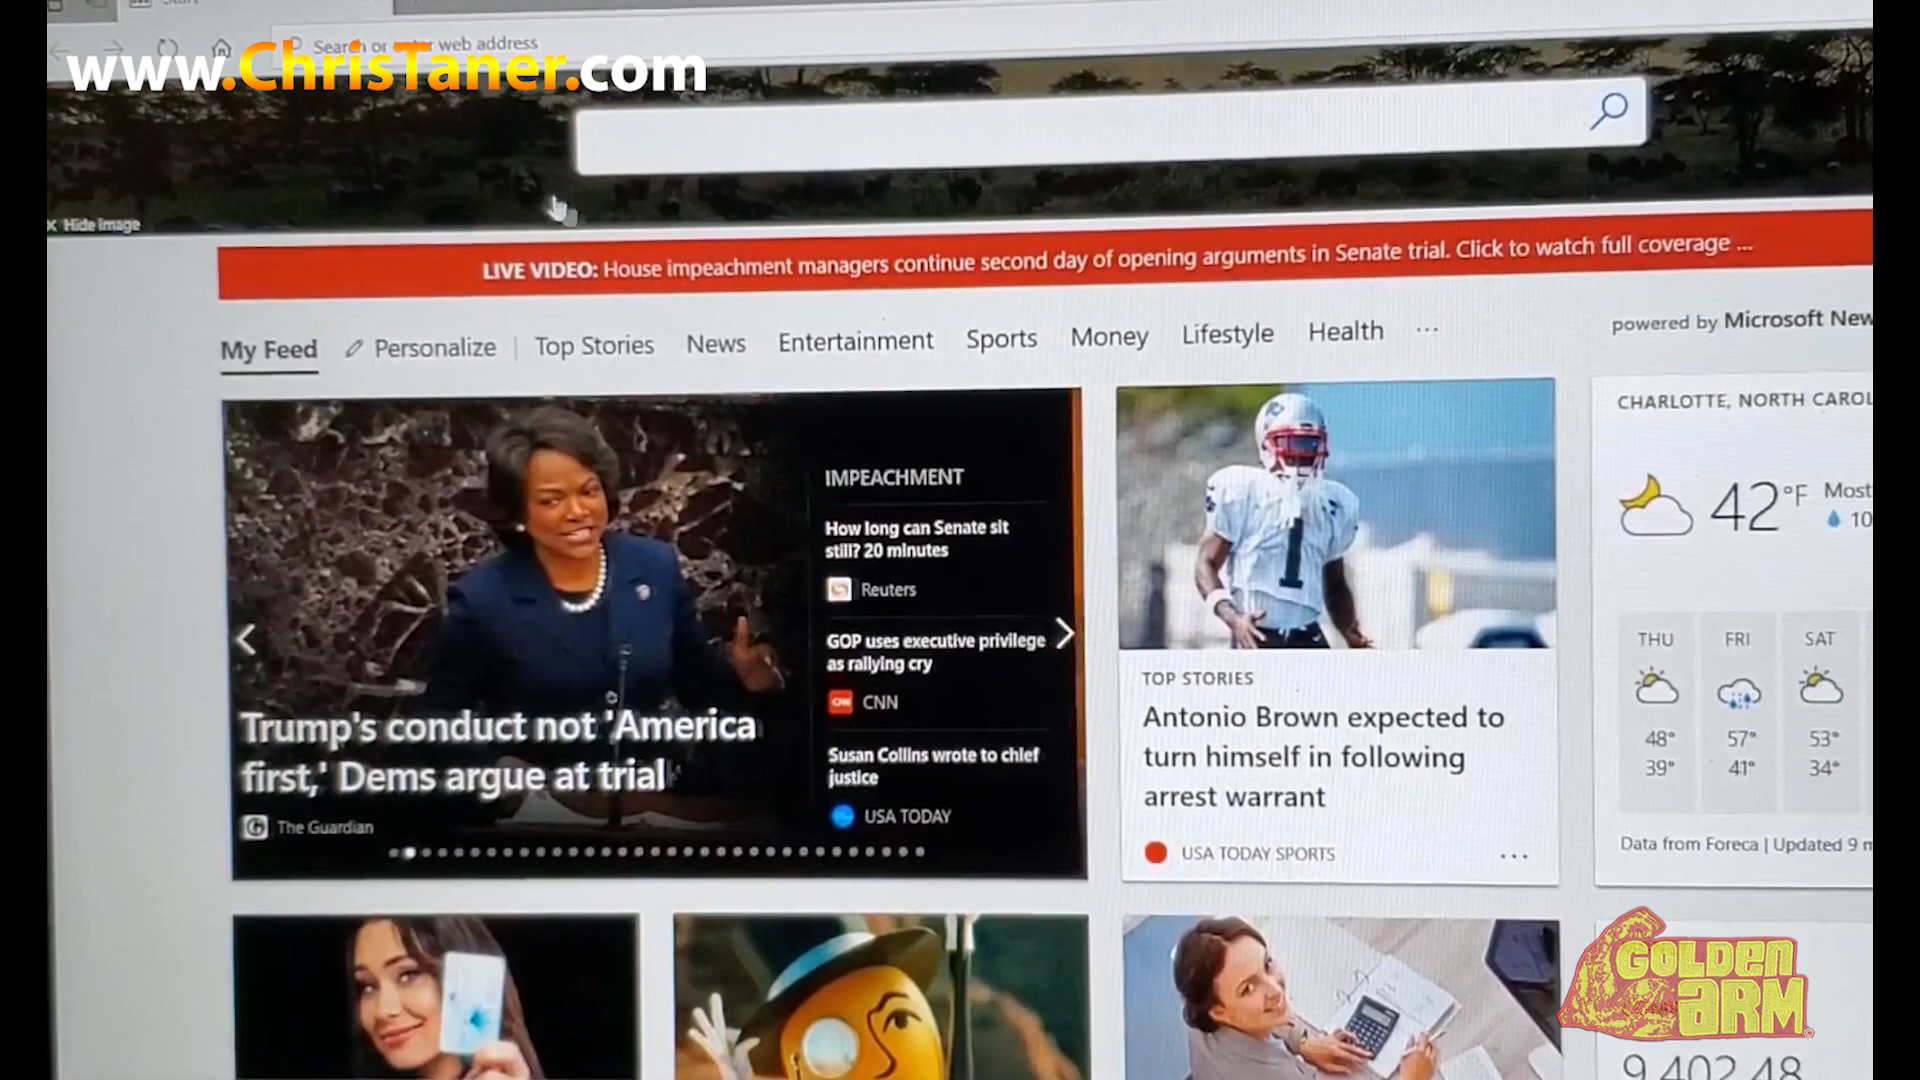 Search or enter web address
www.ChrisTaner.com
Hide image
LIVE VIDEO: House impeachment managers continue second day of opening arguments in Senate trial. Click to watch full coverage ...
My Feed
Personalize
Top Stories
News
Entertainment
Sports
Money
Lifestyle
Health
...
powered by Microsoft New
IMPEACHMENT
How long can Senate sit
still? 20 minutes
Reuters
GOP uses executive privilege
as rallying cry
CNN
Susan Collins wrote to chief
justice
USA TODAY
Trump's conduct not 'America
first,' Dems argue at trial
The Guardian
1
TOP STORIES
Antonio Brown expected to
turn himself in following
arrest warrant
USA TODAY SPORTS
...
CHARLOTTE, NORTH CAROL
42°F
Most
10
THU FRI SAT
48° 57° 53°
39° 41° 34°
Data from Foreca | Updated 9 m
GOLDEN
ARM
9,402.48